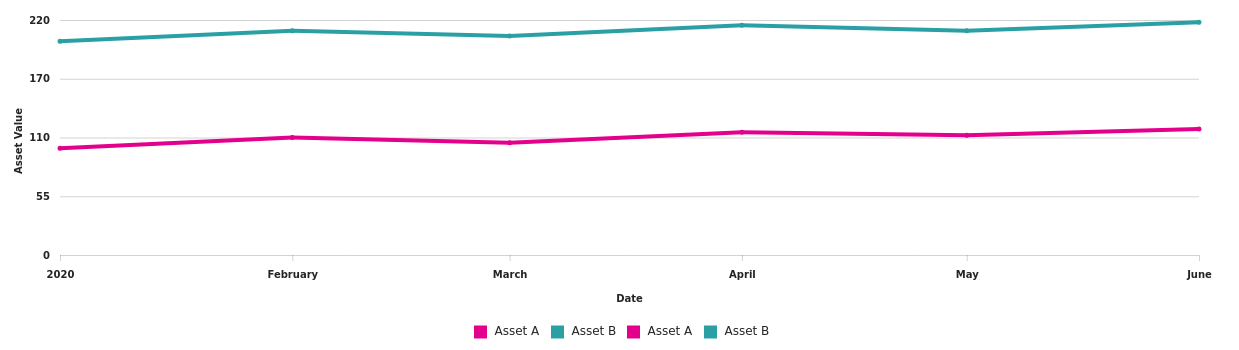 220
170
110
55
0
Asset Value
2020 February March April May June
Date
Asset A Asset B Asset A Asset B